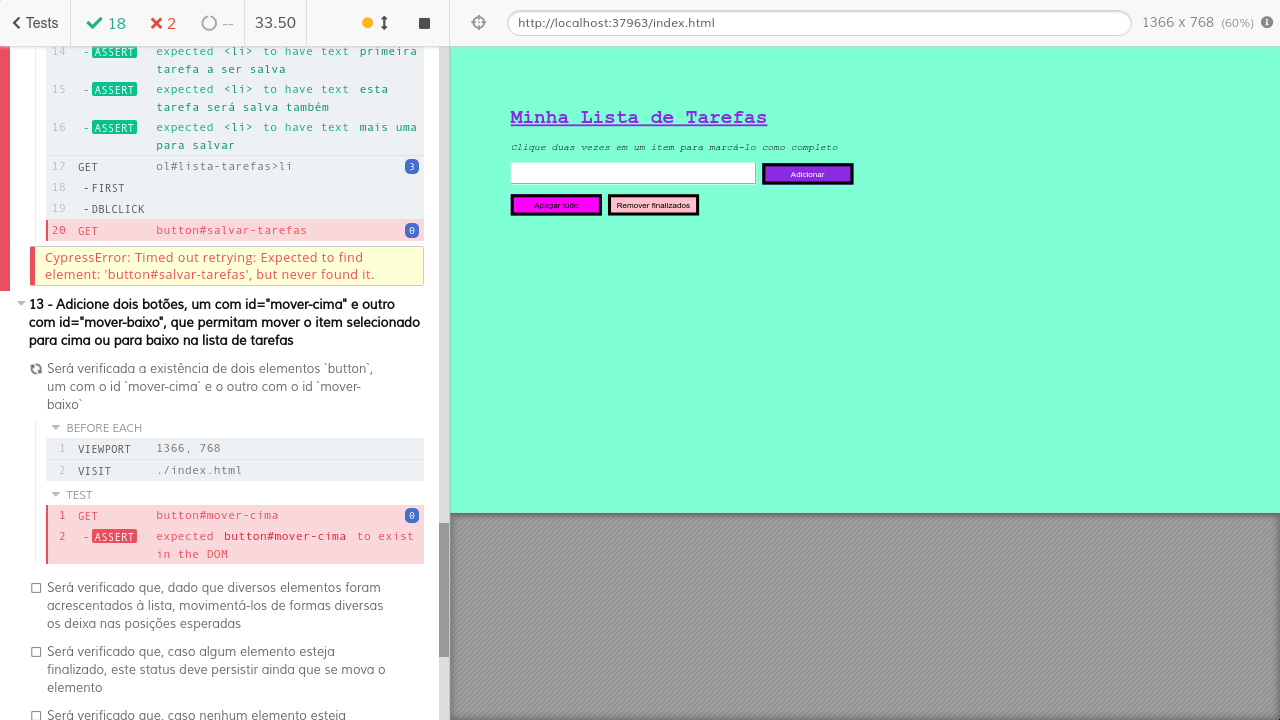 Tests
18
2
--
33.50
http://localhost:37963/index.html
1366 x 768 (60%)
14 -ASSERT expected <li> to have text primeira
tarefa a ser salva
15 -ASSERT expected <li> to have text esta
tarefa será salva também
16 -ASSERT expected <li> to have text mais uma
para salvar
17 GET ol#lista-tarefas>li 3
18 -FIRST
19 -DBLCLICK
20 GET button#salvar-tarefas 0
CypressError: Timed out retrying: Expected to find
element: 'button#salvar-tarefas', but never found it.
13 - Adicione dois botões, um com id="mover-cima" e outro
com id="mover-baixo", que permitam mover o item selecionado
para cima ou para baixo na lista de tarefas
Será verificada a existência de dois elementos `button`,
um com o id `mover-cima` e o outro com o id `mover-
baixo`
BEFORE EACH
1 VIEWPORT 1366, 768
2 VISIT ./index.html
TEST
1 GET button#mover-cima 0
2 -ASSERT expected button#mover-cima to exist
in the DOM
Será verificado que, dado que diversos elementos foram
acrescentados à lista, movimentá-los de formas diversas
os deixa nas posições esperadas
Será verificado que, caso algum elemento esteja
finalizado, este status deve persistir ainda que se mova o
elemento
Será verificado que, caso nenhum elemento esteja
Minha Lista de Tarefas
Clique duas vezes em um item para marcá-lo como completo
Adicionar
Apagar tudo
Remover finalizados